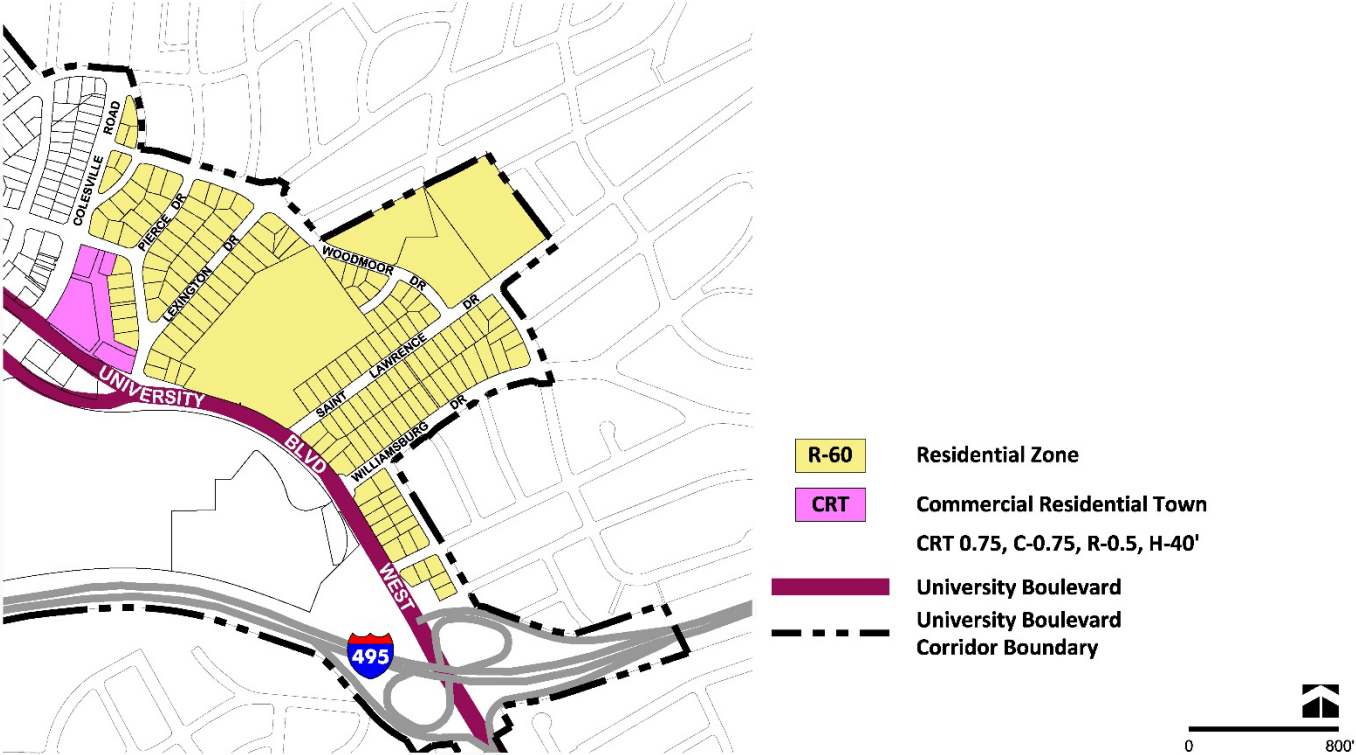 COLESVILLE ROAD
PIERCE DR
LEXINGTON DR
WOODMOOR DR
SAINT LAWRENCE DR
WILLIAMSBURG DR
UNIVERSITY BLVD WEST
495
R-60 Residential Zone
CRT Commercial Residential Town
CRT 0.75, C-0.75, R-0.5, H-40'
University Boulevard
University Boulevard
Corridor Boundary
0 800'